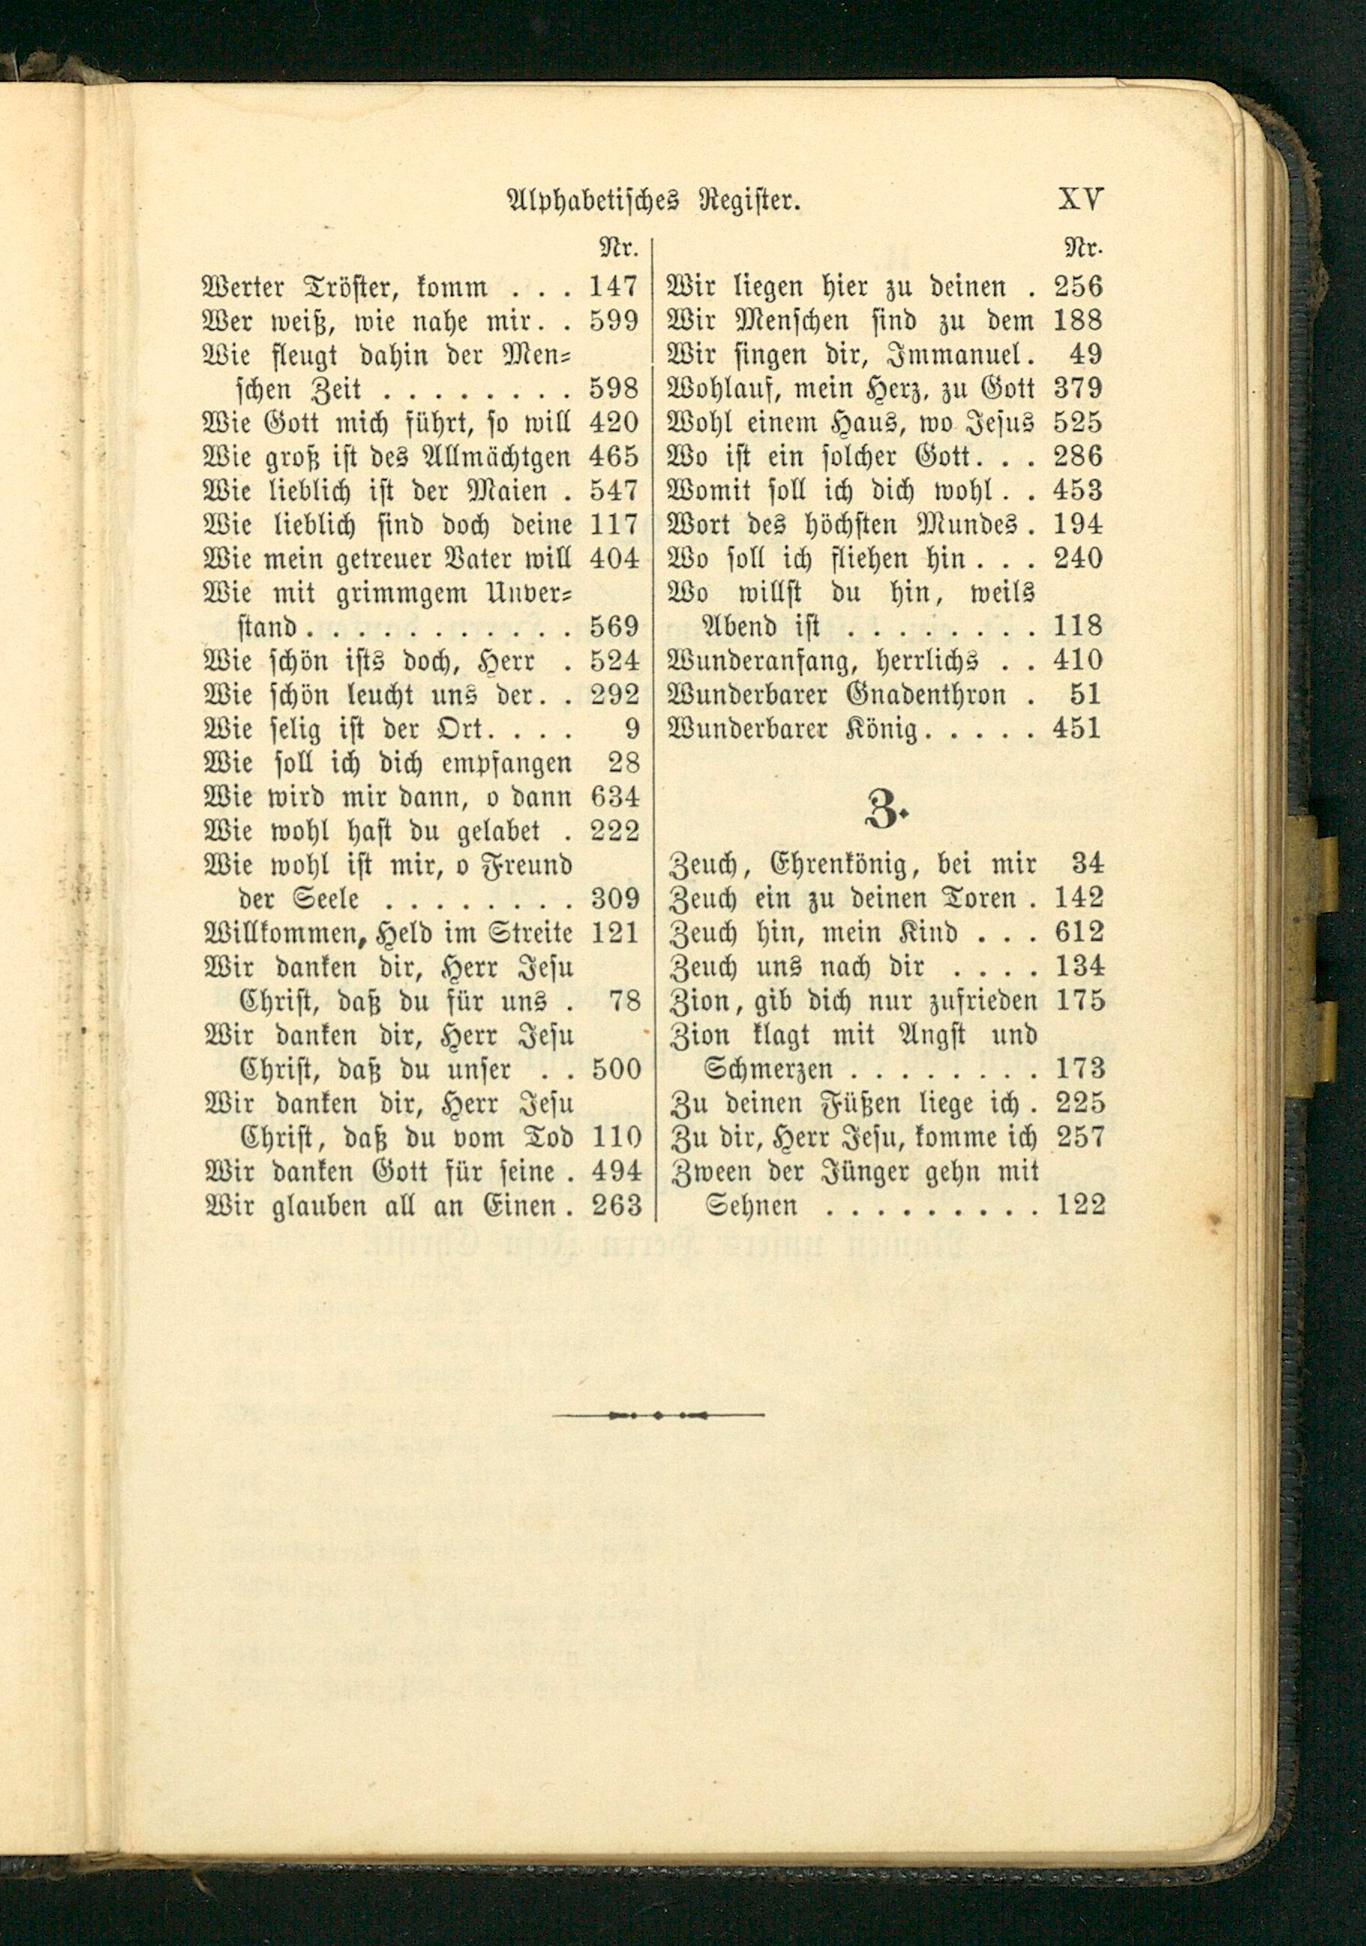 Alphabetisches Register. XV
Nr.
Werter Tröster, komm . . . 147
Wer weiß, wie nahe mir. . 599
Wie fleugt dahin der Men-
schen Zeit . . . . . . . . 598
Wie Gott mich führt, so will 420
Wie groß ist des Allmächtgen 465
Wie lieblich ist der Maien . 547
Wie lieblich sind doch deine 117
Wie mein getreuer Vater will 404
Wie mit grimmgem Unver-
stand . . . . . . . . . . . 569
Wie schön ists doch, Herr . 524
Wie schön leucht uns der. . 292
Wie selig ist der Ort. . . . 9
Wie soll ich dich empfangen 28
Wie wird mir dann, o dann 634
Wie wohl hast du gelabet . 222
Wie wohl ist mir, o Freund
der Seele . . . . . . . . 309
Willkommen, Held im Streite 121
Wir danken dir, Herr Jesu
Christ, daß du für uns . 78
Wir danken dir, Herr Jesu
Christ, daß du unser . . 500
Wir danken dir, Herr Jesu
Christ, daß du vom Tod 110
Wir danken Gott für seine . 494
Wir glauben all an Einen . 263
Nr.
Wir liegen hier zu deinen . 256
Wir Menschen sind zu dem 188
Wir singen dir, Immanuel. 49
Wohlauf, mein Herz, zu Gott 379
Wohl einem Haus, wo Jesus 525
Wo ist ein solcher Gott. . . 286
Womit soll ich dich wohl. . 453
Wort des höchsten Mundes. 194
Wo soll ich fliehen hin . . . 240
Wo willst du hin, weils
Abend ist . . . . . . . . 118
Wunderanfang, herrlichs . . 410
Wunderbarer Gnadenthron . 51
Wunderbarer König. . . . . 451
Z.
Zeuch, Ehrenkönig, bei mir 34
Zeuch ein zu deinen Toren . 142
Zeuch hin, mein Kind . . . 612
Zeuch uns nach dir . . . . 134
Zion, gib dich nur zufrieden 175
Zion klagt mit Angst und
Schmerzen . . . . . . . . 173
Zu deinen Füßen liege ich . 225
Zu dir, Herr Jesu, komme ich 257
Zween der Jünger gehn mit
Sehnen . . . . . . . . . 122